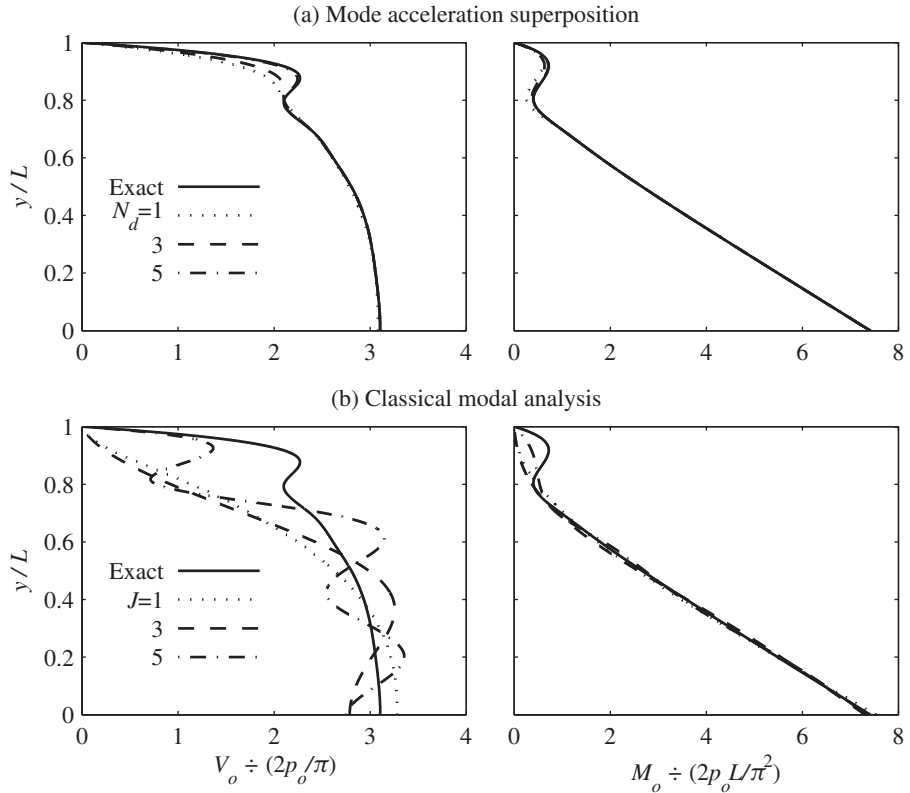 (a) Mode acceleration superposition
1
0.8
0.6
0.4
0.2
0
y / L
Exact
N_d=1
3
5
0 1 2 3 4
0 2 4 6 8
(b) Classical modal analysis
1
0.8
0.6
0.4
0.2
0
y / L
Exact
J=1
3
5
0 1 2 3 4
0 2 4 6 8
V_o ÷ (2p_o/π)
M_o ÷ (2p_oL/π²)